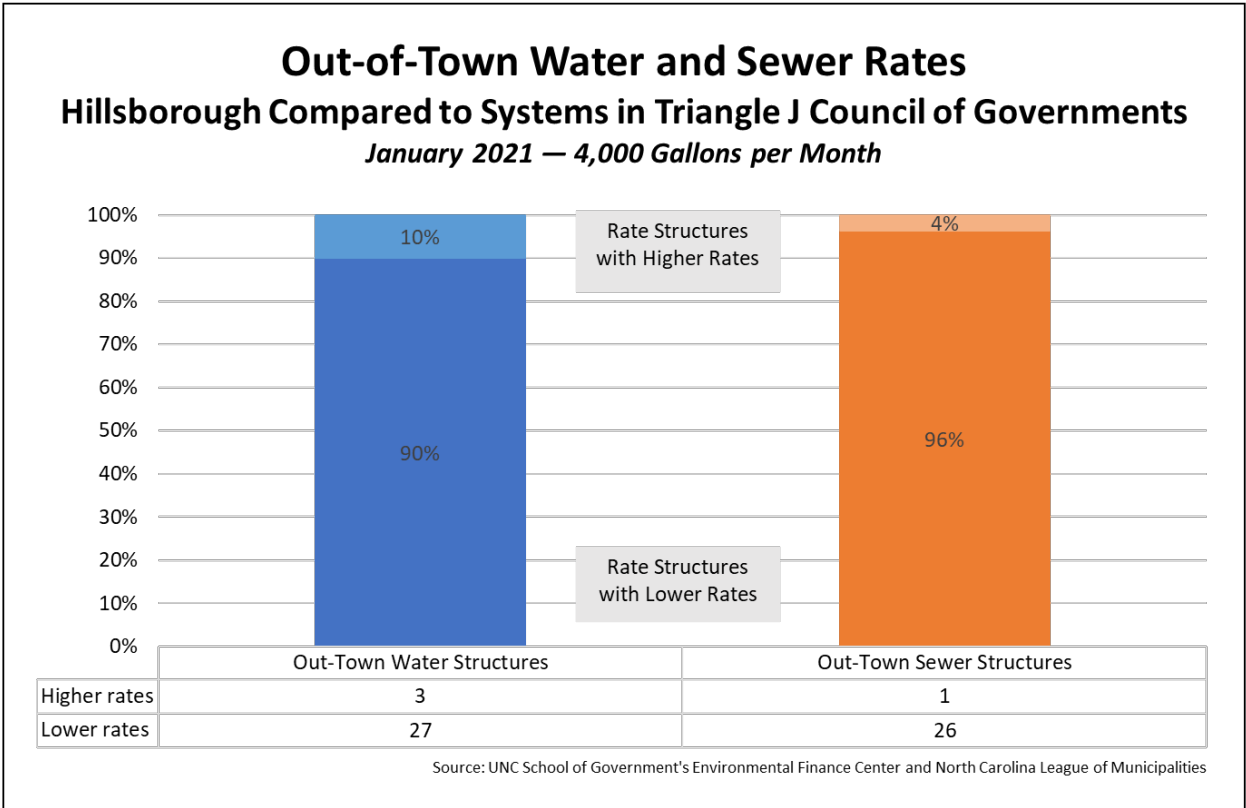 Out-of-Town Water and Sewer Rates
Hillsborough Compared to Systems in Triangle J Council of Governments
January 2021 — 4,000 Gallons per Month
100%
90%
80%
70%
60%
50%
40%
30%
20%
10%
0%
10%
90%
Rate Structures
with Higher Rates
Rate Structures
with Lower Rates
4%
96%
Out-Town Water Structures Out-Town Sewer Structures
Higher rates 3 1
Lower rates 27 26
Source: UNC School of Government's Environmental Finance Center and North Carolina League of Municipalities